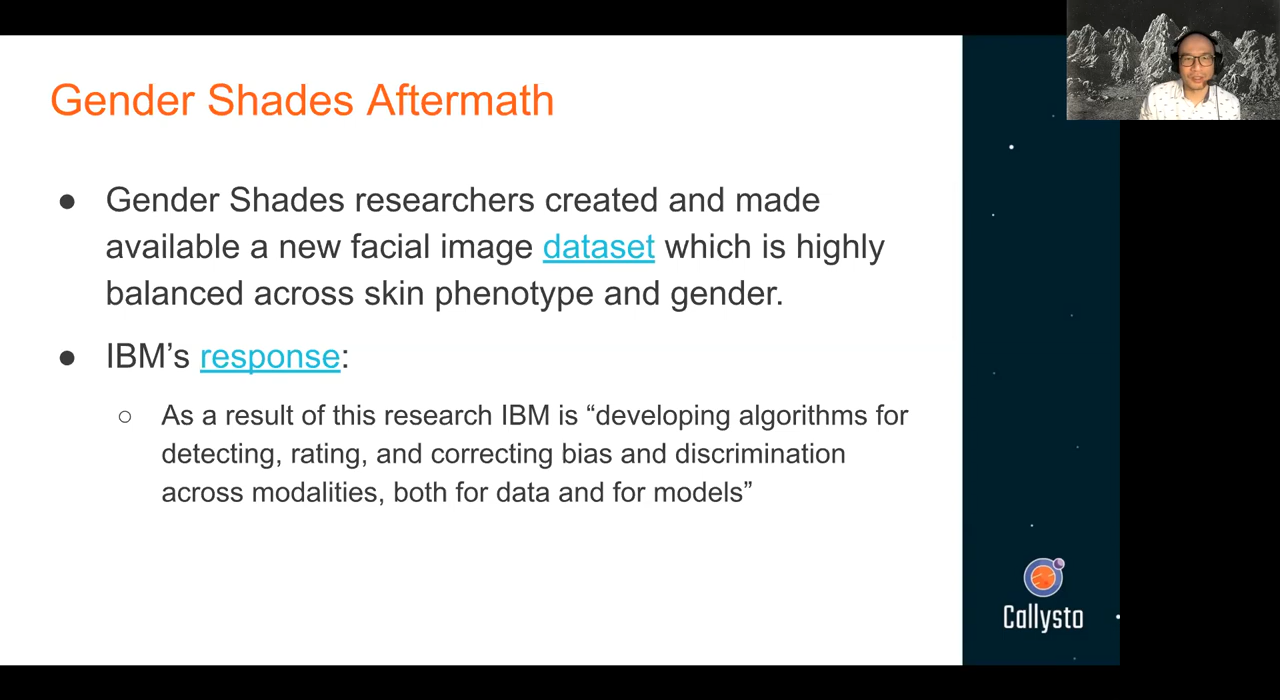 Gender Shades Aftermath
● Gender Shades researchers created and made
available a new facial image dataset which is highly
balanced across skin phenotype and gender.
● IBM’s response:
○ As a result of this research IBM is “developing algorithms for
detecting, rating, and correcting bias and discrimination
across modalities, both for data and for models”
Callysto